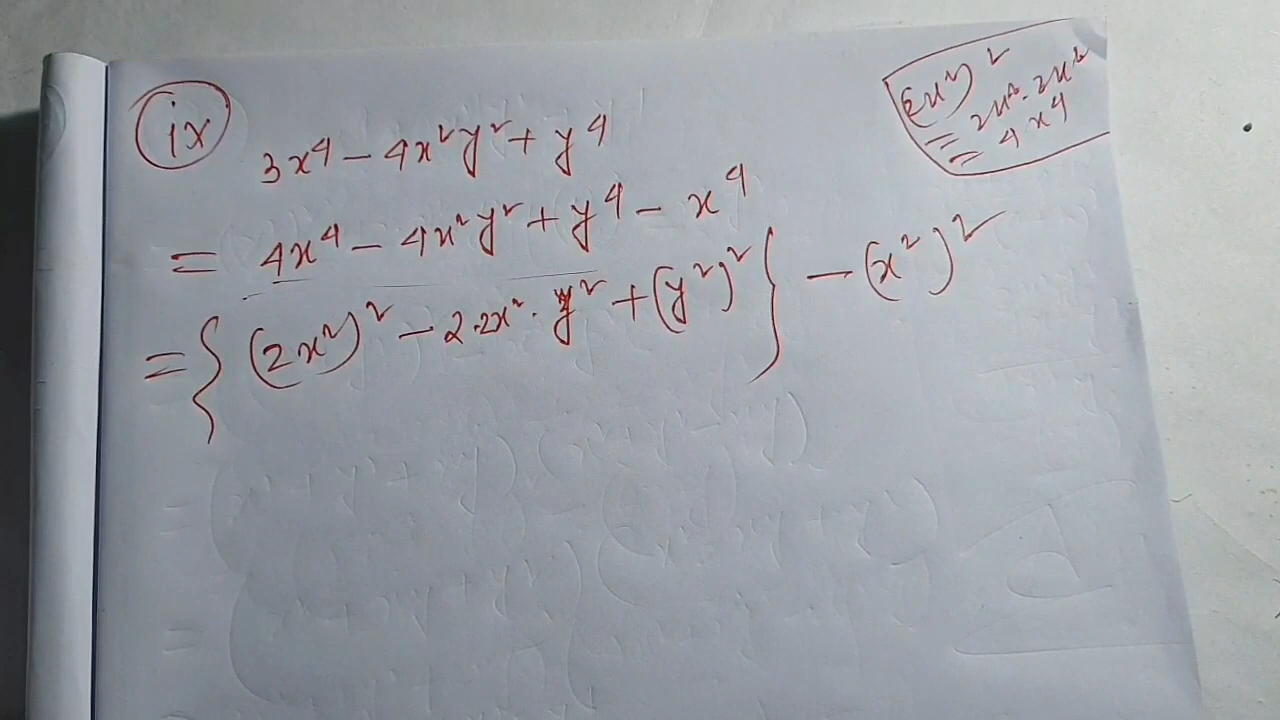 ix
3x⁴ − 4x²y² + y⁴
= 4x⁴ − 4x²y² + y⁴ − x⁴
= { (2x²)² − 2·2x²·y² + (y²)² } − (x²)²
(2x²)²
= 2x²·2x²
= 4x⁴